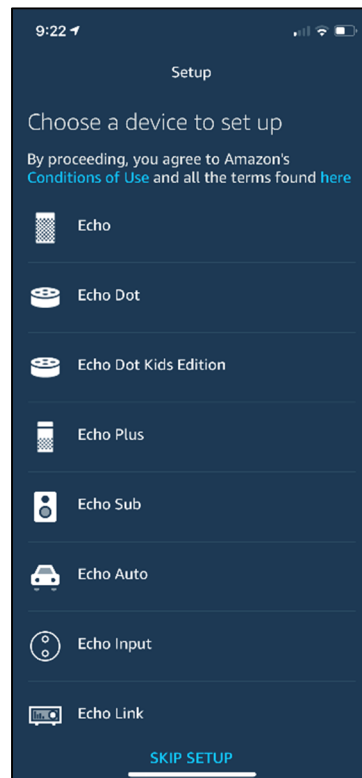 9:22
Setup
Choose a device to set up
By proceeding, you agree to Amazon's
Conditions of Use and all the terms found here
Echo
Echo Dot
Echo Dot Kids Edition
Echo Plus
Echo Sub
Echo Auto
Echo Input
Echo Link
SKIP SETUP